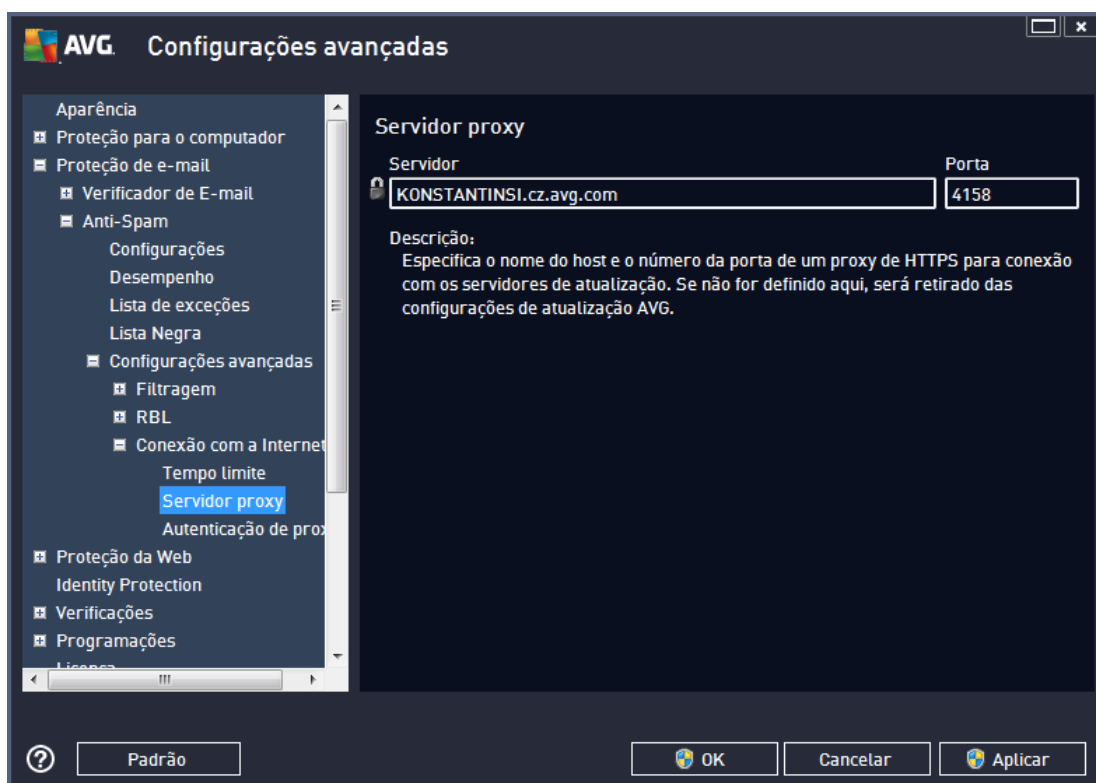 AVG. Configurações avançadas
Aparência
Proteção para o computador
Proteção de e-mail
Verificador de E-mail
Anti-Spam
Configurações
Desempenho
Lista de exceções
Lista Negra
Configurações avançadas
Filtragem
RBL
Conexão com a Internet
Tempo limite
Servidor proxy
Autenticação de prox
Proteção da Web
Identity Protection
Verificações
Programações
Licença
Servidor proxy
Servidor Porta
KONSTANTINSI.cz.avg.com 4158
Descrição:
Especifica o nome do host e o número da porta de um proxy de HTTPS para conexão
com os servidores de atualização. Se não for definido aqui, será retirado das
configurações de atualização AVG.
Padrão OK Cancelar Aplicar